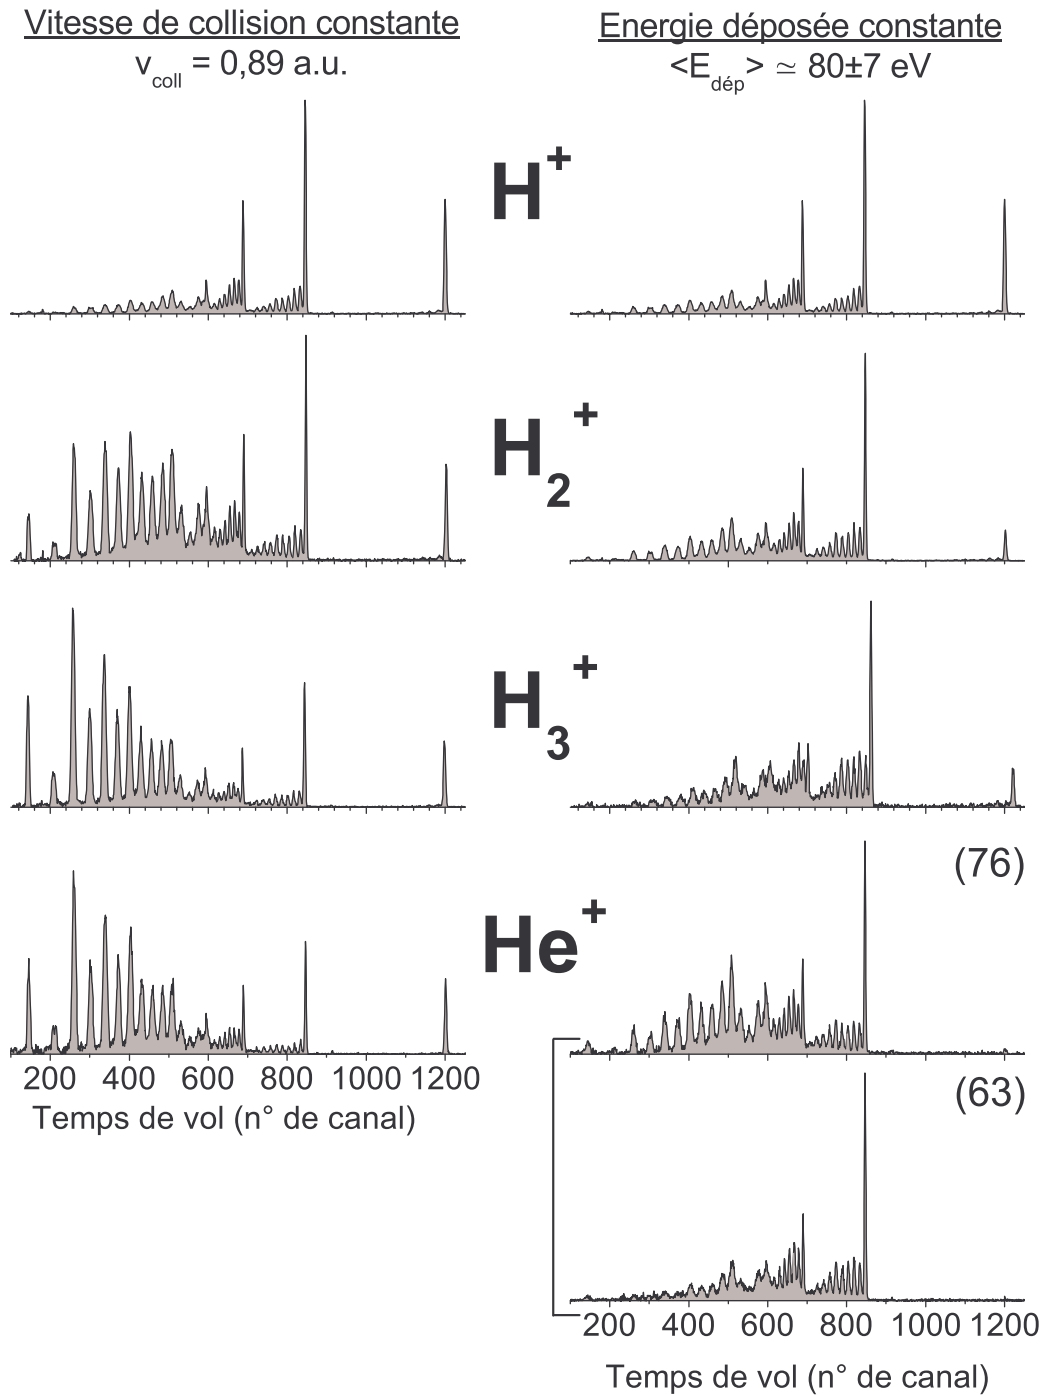 Vitesse de collision constante
v_coll = 0,89 a.u.
Energie déposée constante
<E_dép> ≃ 80±7 eV
H⁺
H₂⁺
H₃⁺
(76)
He⁺
200 400 600 800 1000 1200
Temps de vol (n° de canal)
(63)
200 400 600 800 1000 1200
Temps de vol (n° de canal)